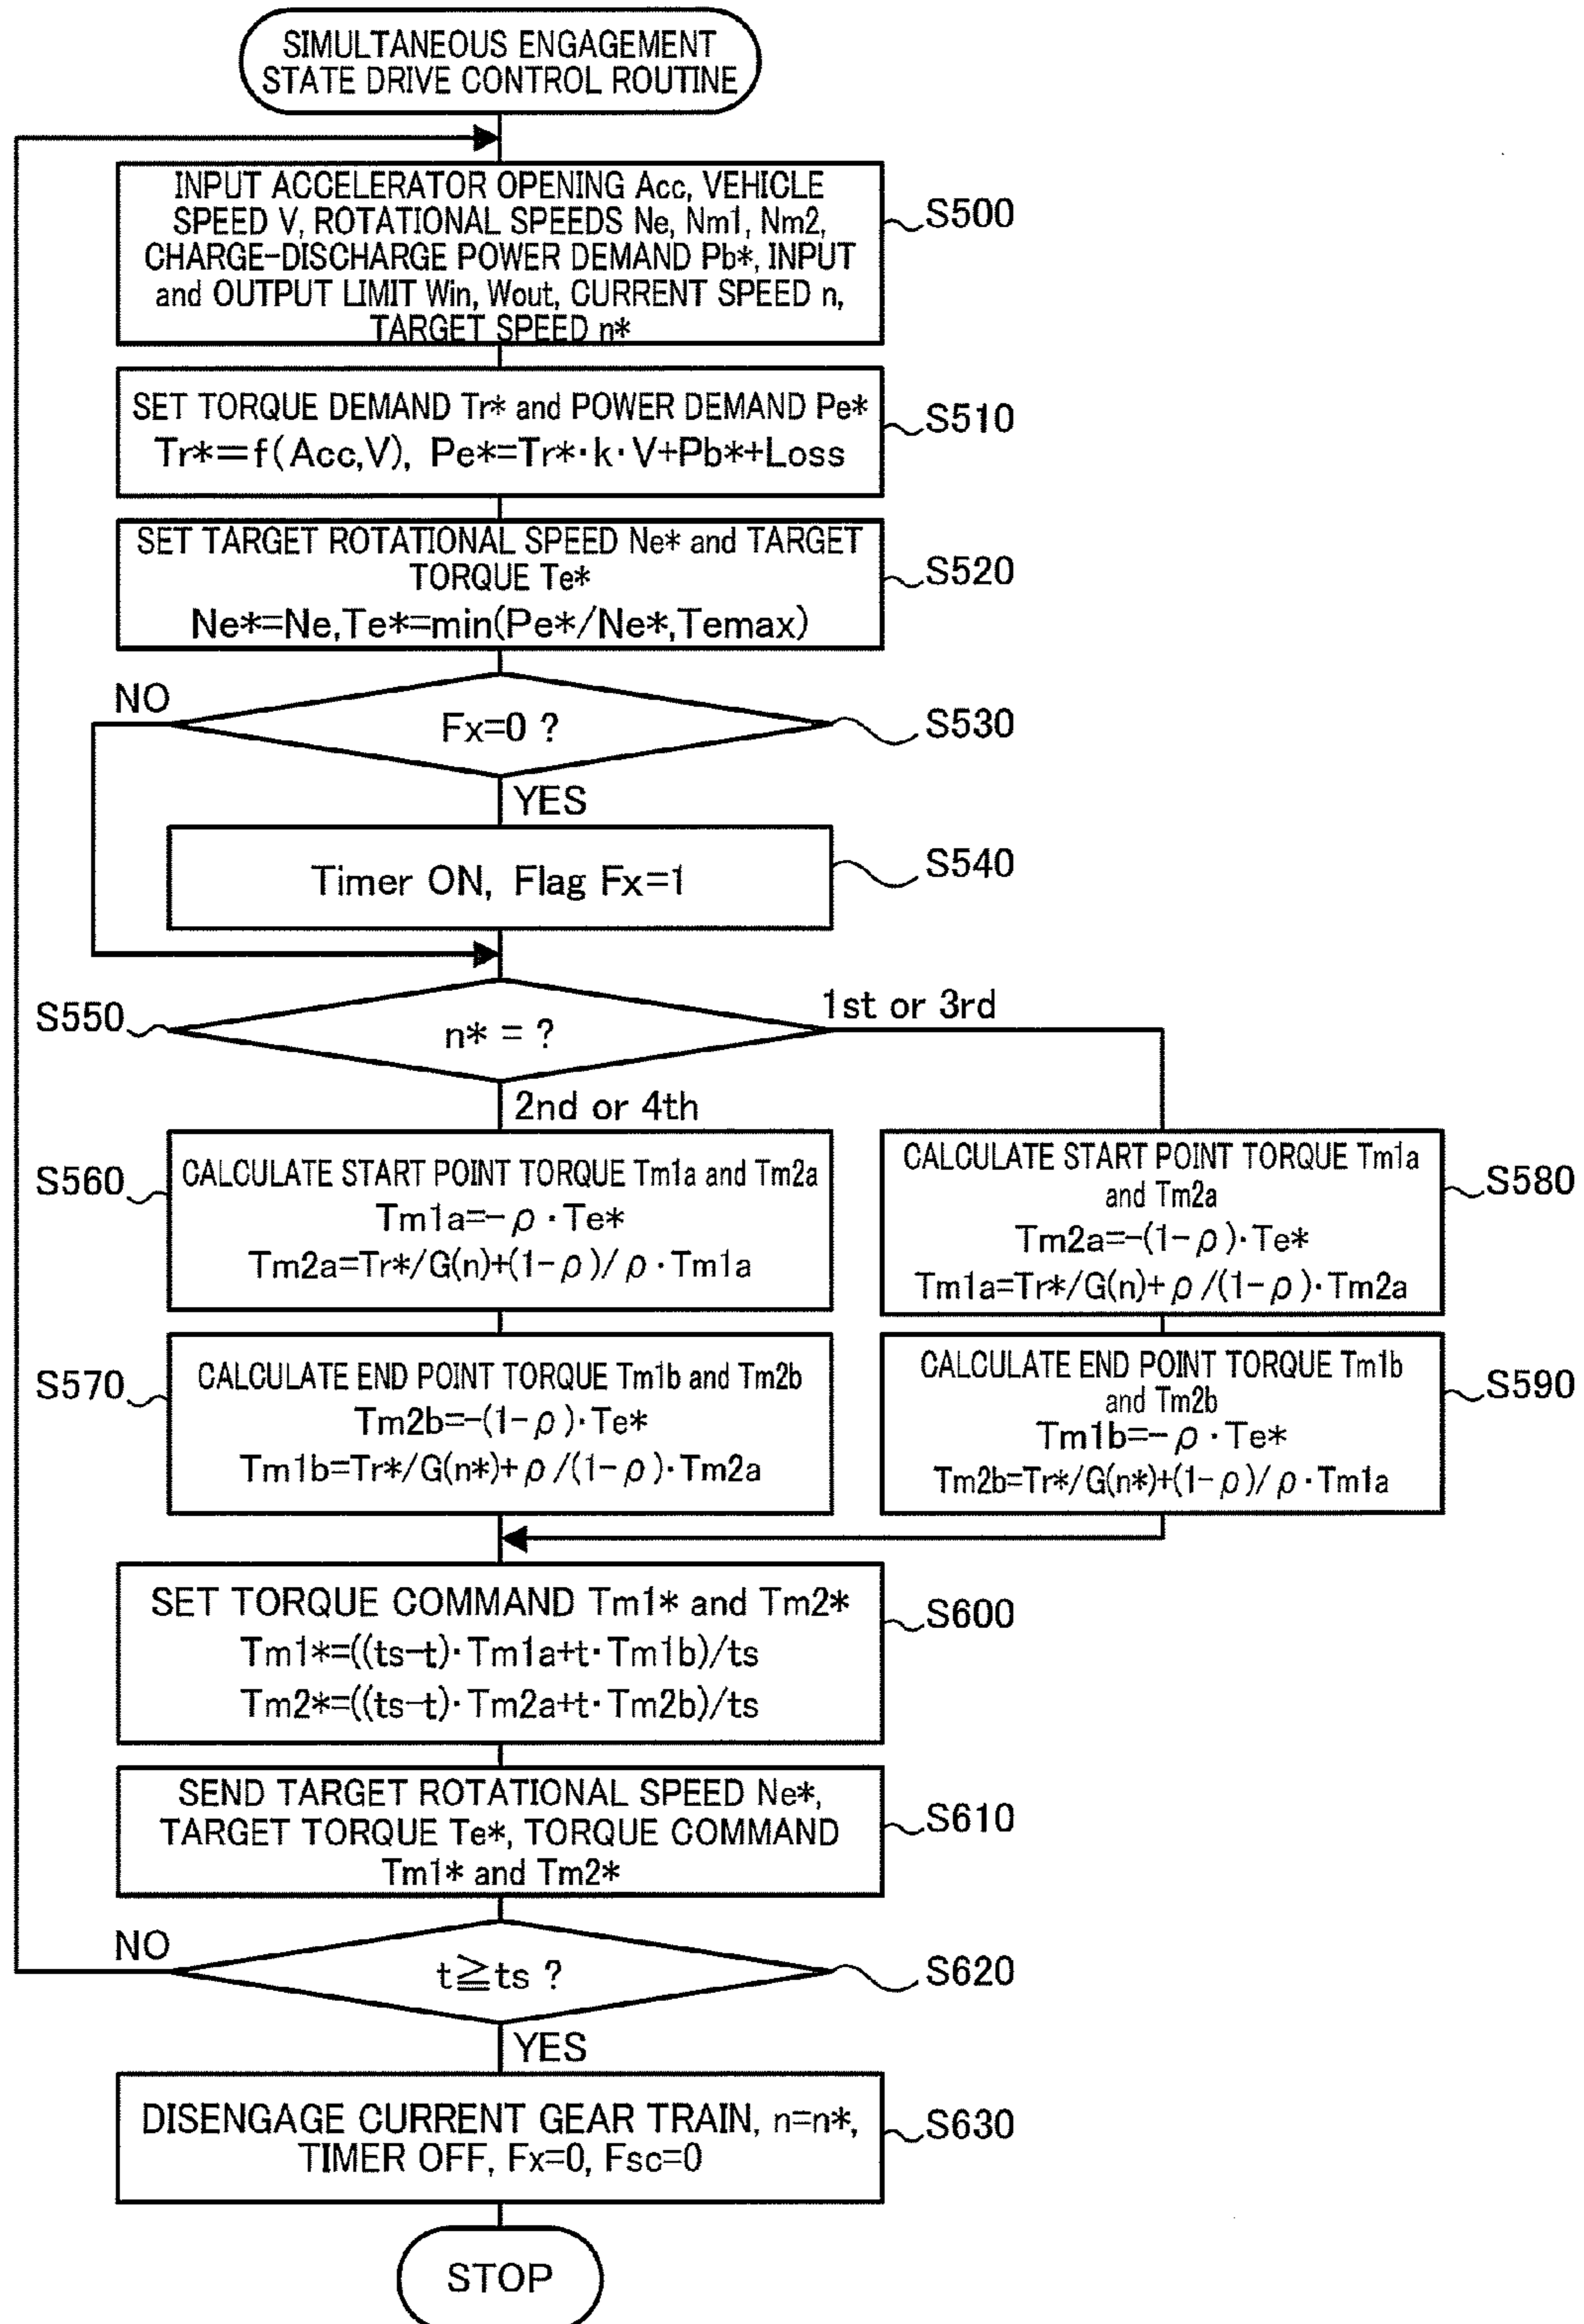 SIMULTANEOUS ENGAGEMENT
STATE DRIVE CONTROL ROUTINE
INPUT ACCELERATOR OPENING Acc, VEHICLE
SPEED V, ROTATIONAL SPEEDS Ne, Nm1, Nm2,
CHARGE-DISCHARGE POWER DEMAND Pb*, INPUT
and OUTPUT LIMIT Win, Wout, CURRENT SPEED n,
TARGET SPEED n*
S500
SET TORQUE DEMAND Tr* and POWER DEMAND Pe*
Tr*=f(Acc,V), Pe*=Tr*·k·V+Pb*+Loss
S510
SET TARGET ROTATIONAL SPEED Ne* and TARGET
TORQUE Te*
Ne*=Ne,Te*=min(Pe*/Ne*,Temax)
S520
NO
Fx=0 ?
S530
YES
Timer ON, Flag Fx=1
S540
S550
n* = ?
1st or 3rd
2nd or 4th
S560
CALCULATE START POINT TORQUE Tm1a and Tm2a
Tm1a=-ρ·Te*
Tm2a=Tr*/G(n)+(1-ρ)/ρ·Tm1a
CALCULATE START POINT TORQUE Tm1a
and Tm2a
Tm2a=-(1-ρ)·Te*
Tm1a=Tr*/G(n)+ρ/(1-ρ)·Tm2a
S580
S570
CALCULATE END POINT TORQUE Tm1b and Tm2b
Tm2b=-(1-ρ)·Te*
Tm1b=Tr*/G(n*)+ρ/(1-ρ)·Tm2a
CALCULATE END POINT TORQUE Tm1b
and Tm2b
Tm1b=-ρ·Te*
Tm2b=Tr*/G(n*)+(1-ρ)/ρ·Tm1a
S590
SET TORQUE COMMAND Tm1* and Tm2*
Tm1*=((ts-t)·Tm1a+t·Tm1b)/ts
Tm2*=((ts-t)·Tm2a+t·Tm2b)/ts
S600
SEND TARGET ROTATIONAL SPEED Ne*,
TARGET TORQUE Te*, TORQUE COMMAND
Tm1* and Tm2*
S610
NO
t≧ts ?
S620
YES
DISENGAGE CURRENT GEAR TRAIN, n=n*,
TIMER OFF, Fx=0, Fsc=0
S630
STOP